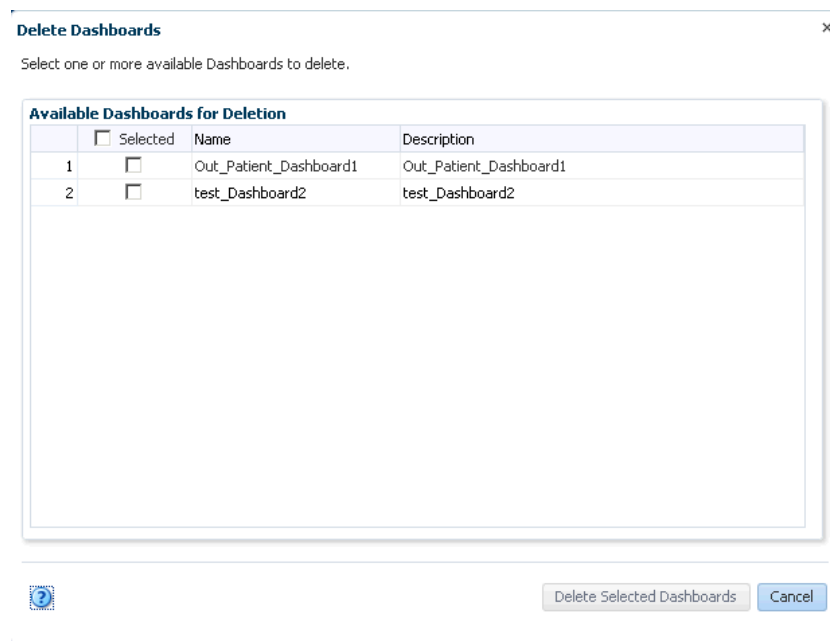 Delete Dashboards
Select one or more available Dashboards to delete.
Available Dashboards for Deletion
Selected Name Description
1 Out_Patient_Dashboard1 Out_Patient_Dashboard1
2 test_Dashboard2 test_Dashboard2
? Delete Selected Dashboards Cancel